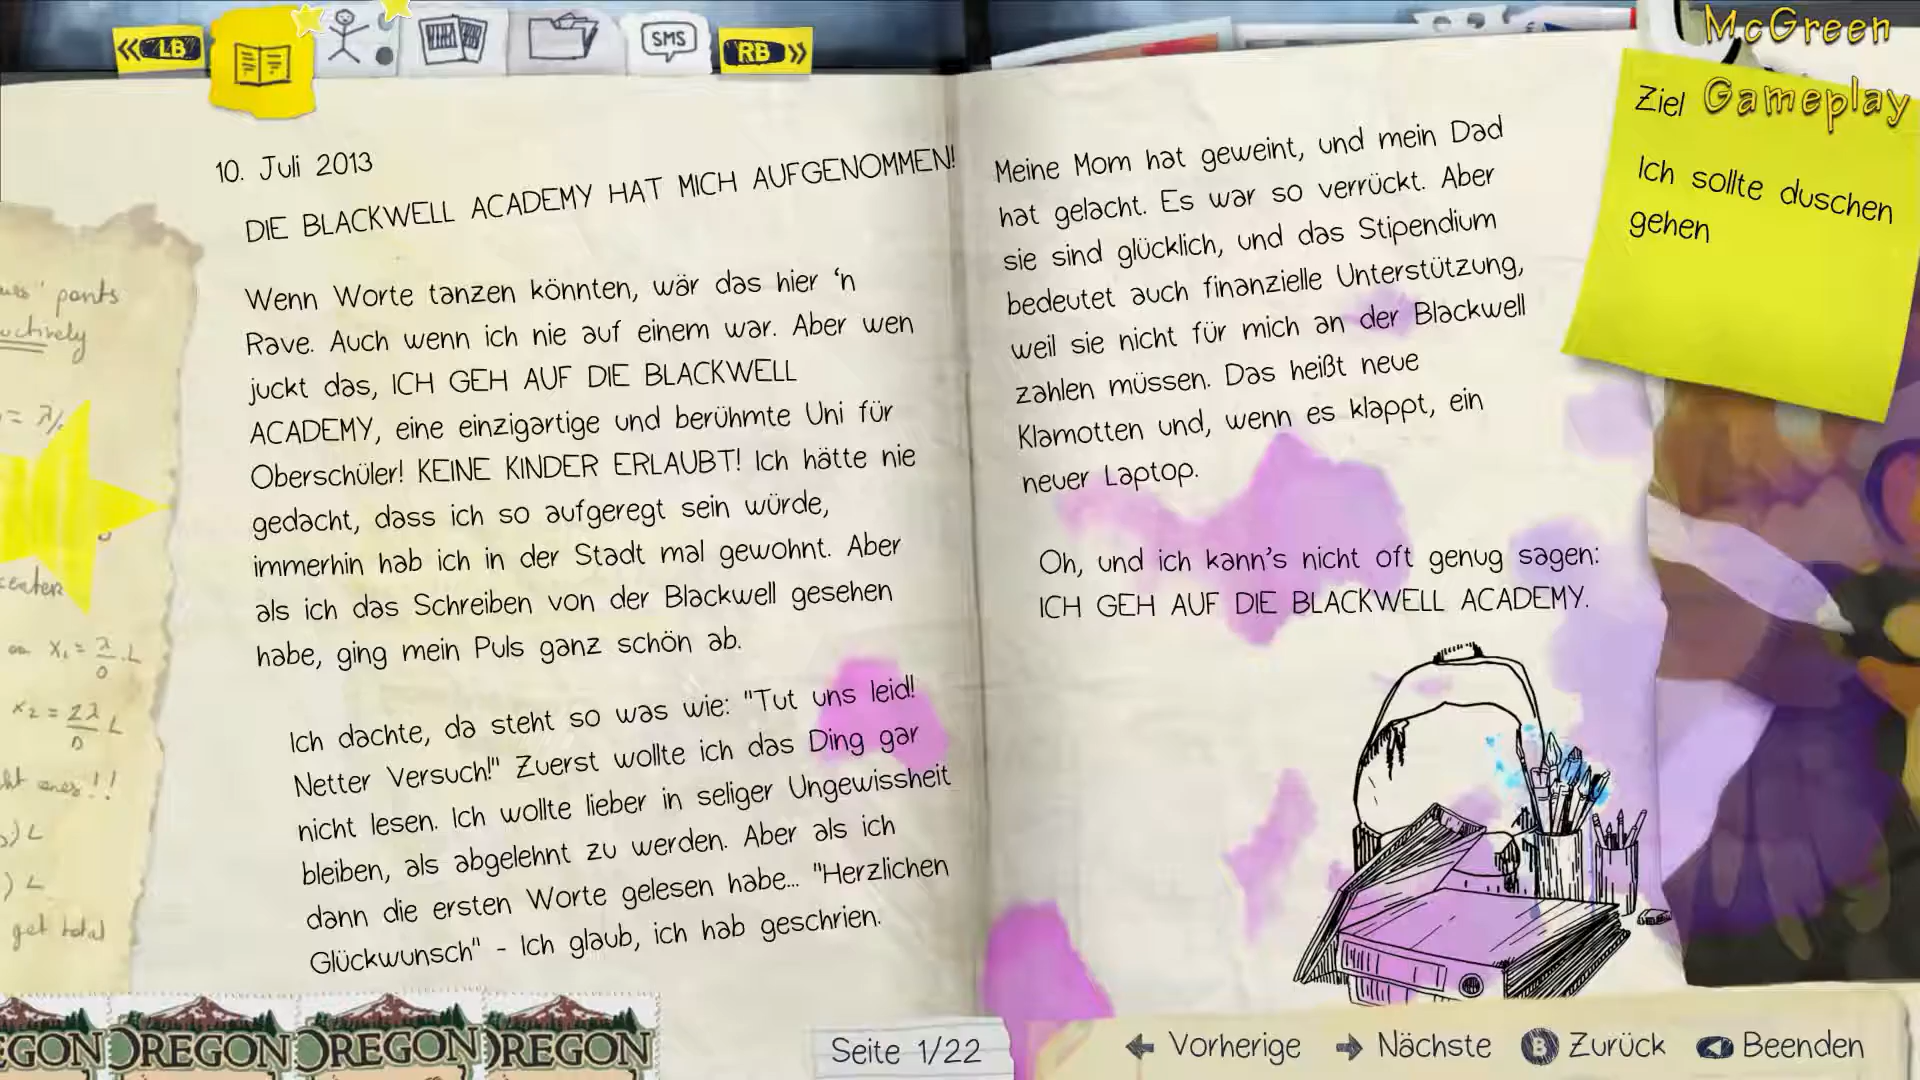 LB
SMS
RB
McGreen
Gameplay
Ziel
Ich sollte duschen
gehen
10. Juli 2013
DIE BLACKWELL ACADEMY HAT MICH AUFGENOMMEN!
Wenn Worte tanzen könnten, wär das hier 'n
Rave. Auch wenn ich nie auf einem war. Aber wen
juckt das, ICH GEH AUF DIE BLACKWELL
ACADEMY, eine einzigartige und berühmte Uni für
Oberschüler! KEINE KINDER ERLAUBT! Ich hätte nie
gedacht, dass ich so aufgeregt sein würde,
immerhin hab ich in der Stadt mal gewohnt. Aber
als ich das Schreiben von der Blackwell gesehen
habe, ging mein Puls ganz schön ab.
Ich dachte, da steht so was wie: "Tut uns leid!
Netter Versuch!" Zuerst wollte ich das Ding gar
nicht lesen. Ich wollte lieber in seliger Ungewissheit
bleiben, als abgelehnt zu werden. Aber als ich
dann die ersten Worte gelesen habe... "Herzlichen
Glückwunsch" - Ich glaub, ich hab geschrien.
Meine Mom hat geweint, und mein Dad
hat gelacht. Es war so verrückt. Aber
sie sind glücklich, und das Stipendium
bedeutet auch finanzielle Unterstützung,
weil sie nicht für mich an der Blackwell
zahlen müssen. Das heißt neue
Klamotten und, wenn es klappt, ein
neuer Laptop.
Oh, und ich kann's nicht oft genug sagen:
ICH GEH AUF DIE BLACKWELL ACADEMY.
pants
get total
EGON OREGON OREGON OREGON
Seite 1/22
Vorherige
Nächste
B Zurück
Beenden